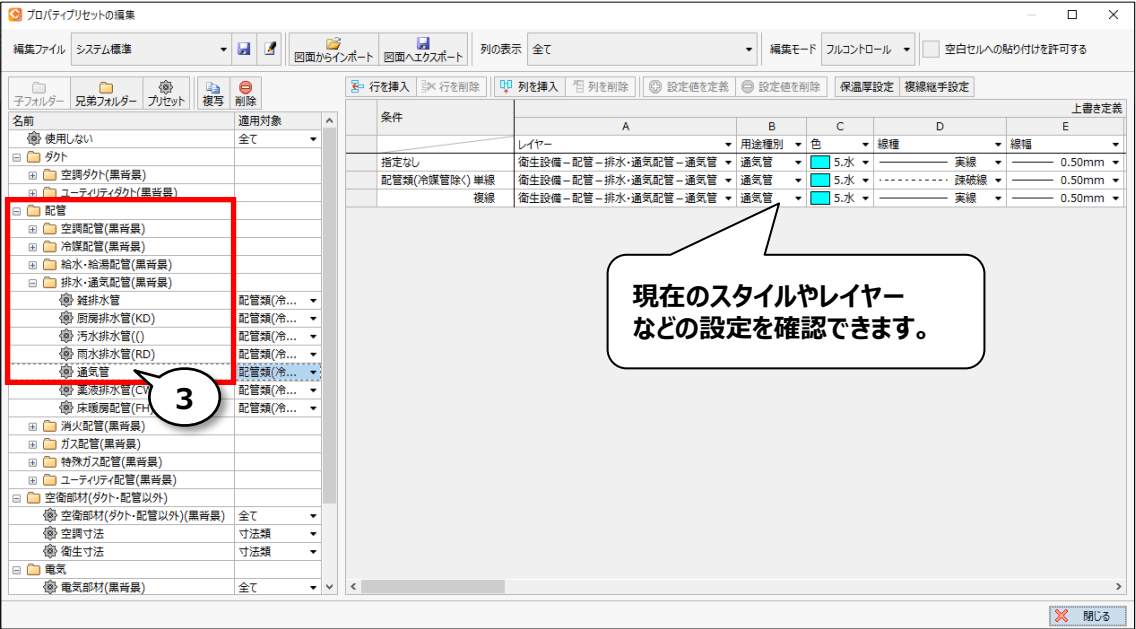 プロパティプリセットの編集
編集ファイル システム標準 図面からインポート 図面へエクスポート 列の表示 全て 編集モード フルコントロール 空白セルへの貼り付けを許可する
子フォルダー 兄弟フォルダー プリセット 複写 削除
行を挿入 行を削除 列を挿入 列を削除 設定値を定義 設定値を削除 保温厚設定 複線継手設定
名前 適用対象
使用しない 全て
ダクト
空調ダクト(黒背景)
ユーティリティダクト(黒背景)
配管
空調配管(黒背景)
冷媒配管(黒背景)
給水・給湯配管(黒背景)
排水・通気配管(黒背景)
雑排水管 配管類(冷...
厨房排水管(KD) 配管類(冷...
汚水排水管(() 配管類(冷...
雨水排水管(RD) 配管類(冷...
通気管 配管類(冷...
薬液排水管(CW 配管類(冷...
床暖房配管(FH) 配管類(冷...
消火配管(黒背景)
ガス配管(黒背景)
特殊ガス配管(黒背景)
ユーティリティ配管(黒背景)
空衛部材(ダクト・配管以外)
空衛部材(ダクト・配管以外)(黒背景) 全て
空調寸法 寸法類
衛生寸法 寸法類
電気
電気部材(黒背景) 全て
3
条件 上書き定義
A B C D E
レイヤー 用途種別 色 線種 線幅
指定なし 衛生設備－配管－排水・通気配管－通気管 通気管 5.水 実線 0.50mm
配管類(冷媒管除く) 単線 衛生設備－配管－排水・通気配管－通気管 通気管 5.水 疎破線 0.50mm
複線 衛生設備－配管－排水・通気配管－通気管 通気管 5.水 実線 0.50mm
現在のスタイルやレイヤー
などの設定を確認できます。
閉じる